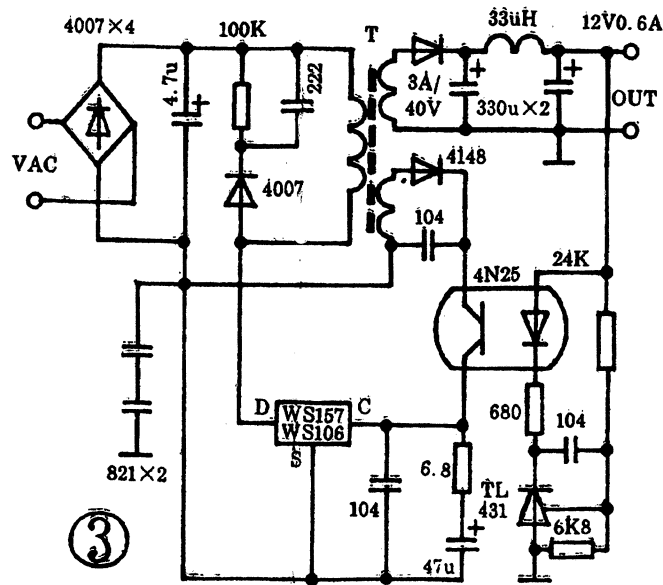 4007×4
100K
T
33uH
12V0.6A
4.7u
+
222
3A/
40V
+
330u×2
+
OUT
VAC
4007
4148
104
4N25
24K
D
WS157
WS106
C
S
680
104
821×2
104
6.8
+
47u
TL
431
6K8
③